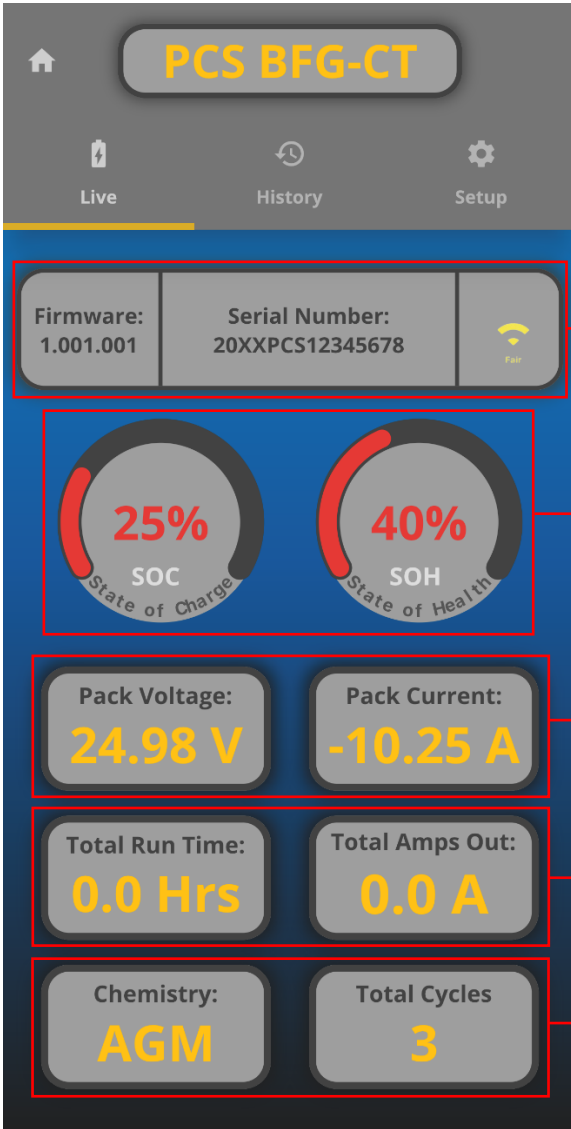 PCS BFG-CT
Live
History
Setup
Firmware:
1.001.001
Serial Number:
20XXPCS12345678
Fair
25%
SOC
State of Charge
40%
SOH
State of Health
Pack Voltage:
24.98 V
Pack Current:
-10.25 A
Total Run Time:
0.0 Hrs
Total Amps Out:
0.0 A
Chemistry:
AGM
Total Cycles
3